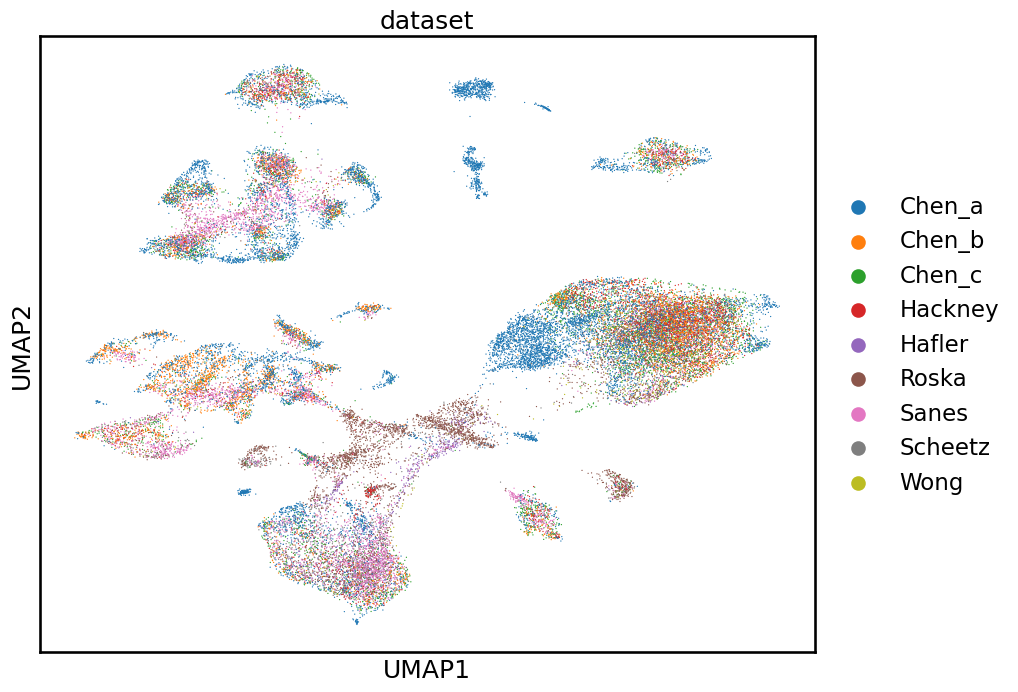 dataset
UMAP2
UMAP1
Chen_a
Chen_b
Chen_c
Hackney
Hafler
Roska
Sanes
Scheetz
Wong